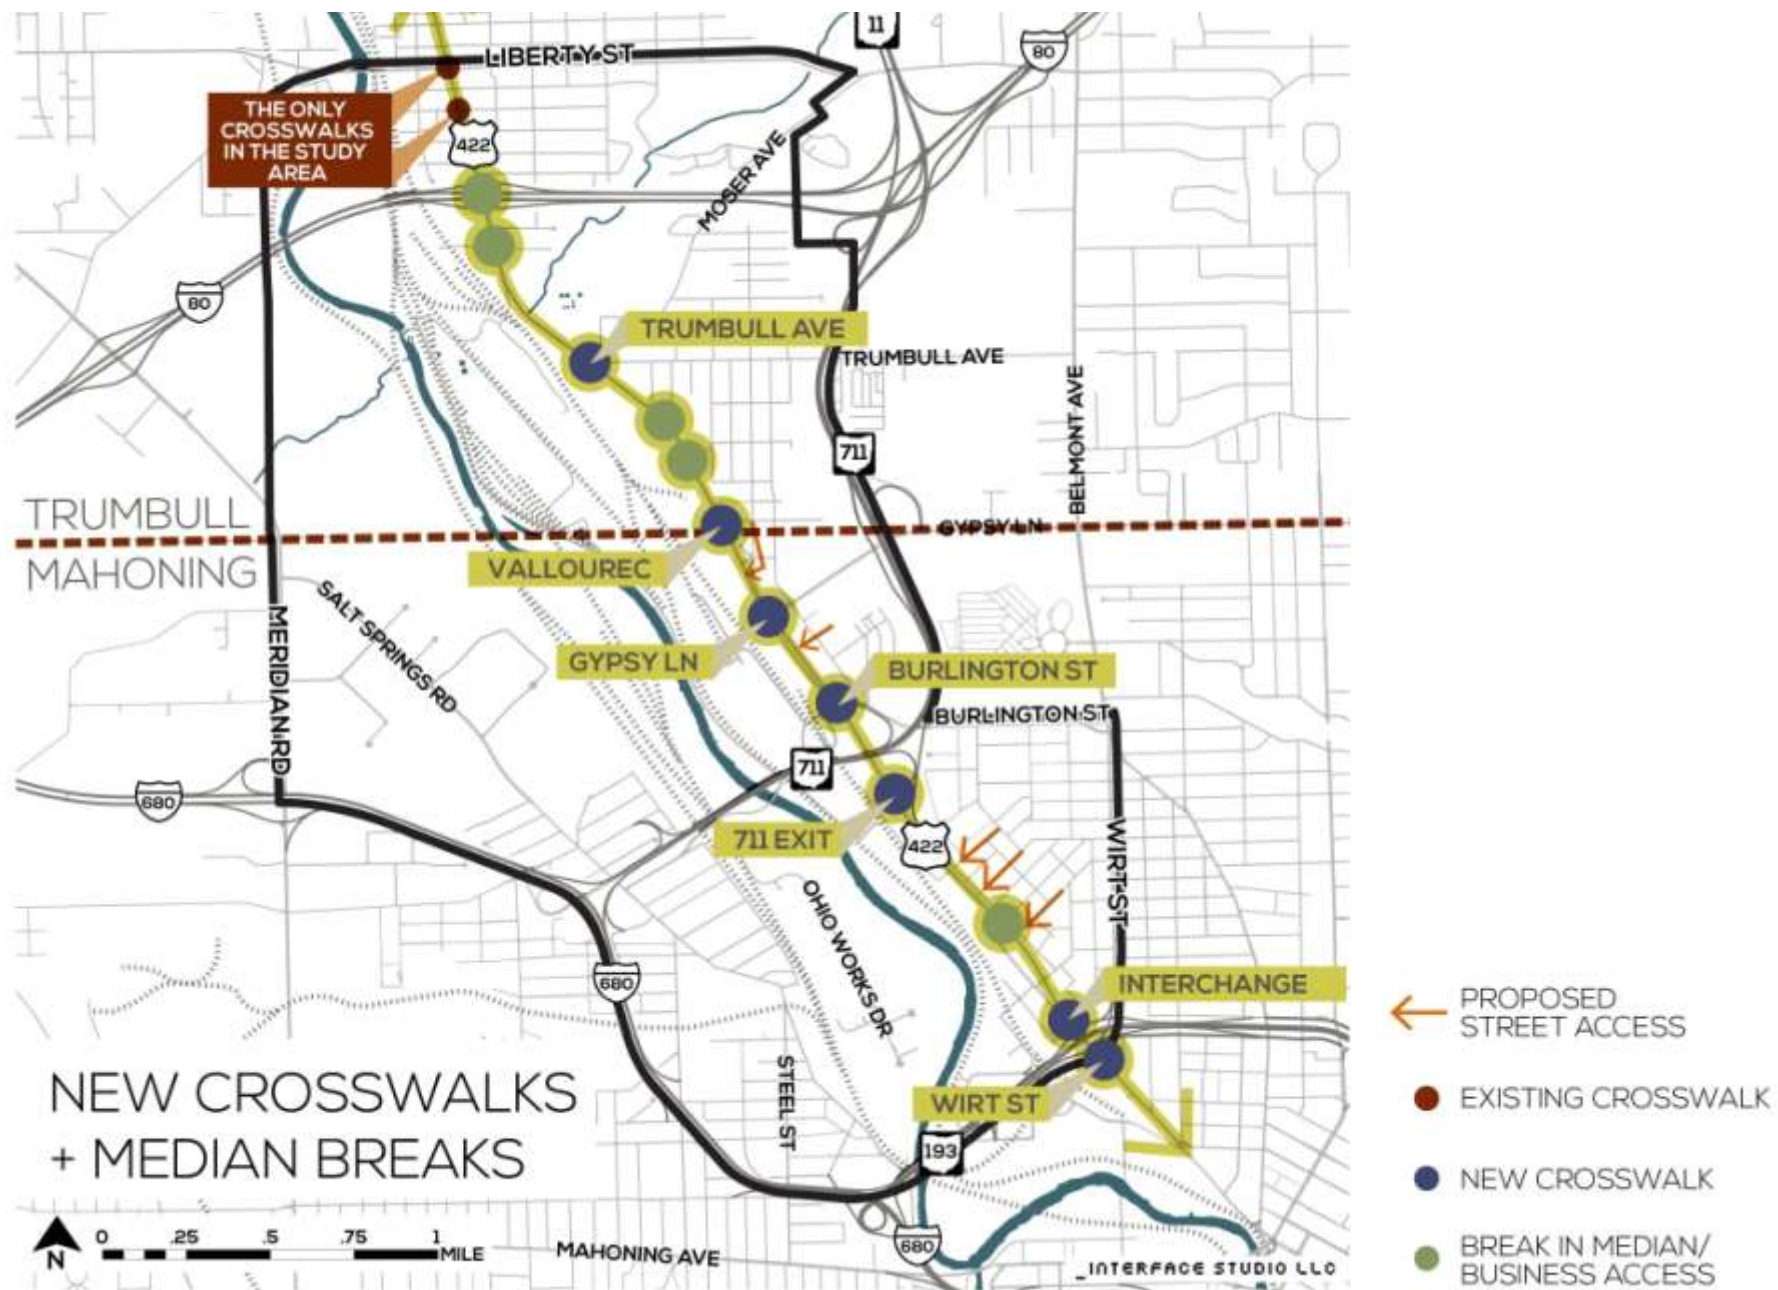 11
80
LIBERTY ST
THE ONLY
CROSSWALKS
IN THE STUDY
AREA
422
MOSER AVE
80
TRUMBULL AVE
TRUMBULL AVE
BELMONT AVE
711
TRUMBULL
GYPSY LN
MAHONING
VALLOUREC
SALT SPRINGS RD
MERIDIAN RD
GYPSY LN
BURLINGTON ST
BURLINGTON ST
711
680
711 EXIT
422
WIRT ST
OHIO WORKS DR
680
INTERCHANGE
PROPOSED
STREET ACCESS
NEW CROSSWALKS
+ MEDIAN BREAKS
STEEL ST
WIRT ST
EXISTING CROSSWALK
193
NEW CROSSWALK
N
0 .25 .5 .75 1
MILE
MAHONING AVE
680
_INTERFACE STUDIO LLC
BREAK IN MEDIAN/
BUSINESS ACCESS